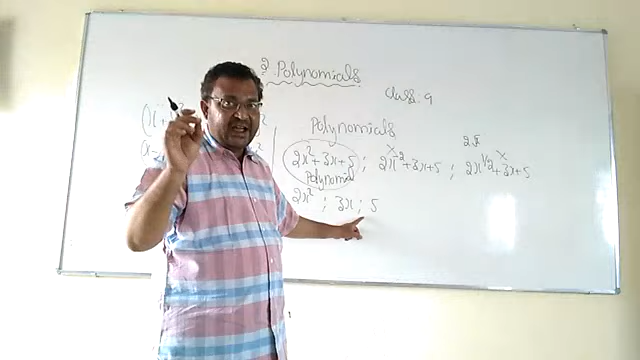 2 Polynomials
Class 9
Polynomials
2x² + 3x + 5 ; 2x⁻² + 3x + 5 ; 2x^1/2 + 3x + 5
Polynomial
2x² ; 3x ; 5